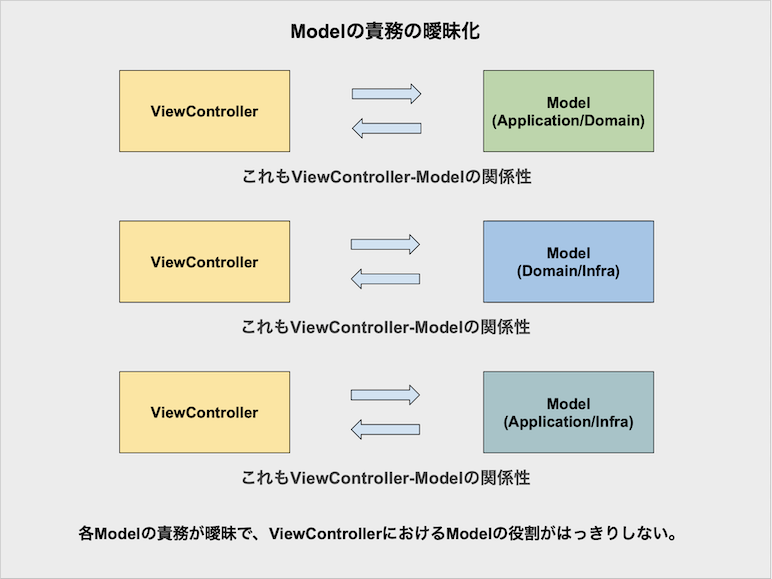 Modelの責務の曖昧化
ViewController
Model
(Application/Domain)
これもViewController-Modelの関係性
ViewController
Model
(Domain/Infra)
これもViewController-Modelの関係性
ViewController
Model
(Application/Infra)
これもViewController-Modelの関係性
各Modelの責務が曖昧で、ViewControllerにおけるModelの役割がはっきりしない。